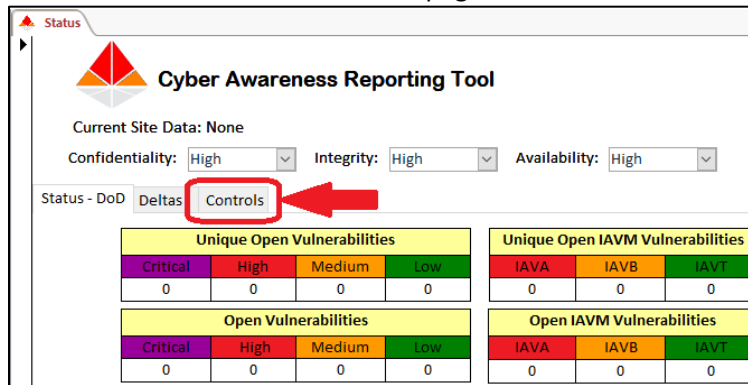 Status
Cyber Awareness Reporting Tool
Current Site Data: None
Confidentiality: High Integrity: High Availability: High
Status - DoD Deltas Controls
Unique Open Vulnerabilities Unique Open IAVM Vulnerabilities
Critical High Medium Low IAVA IAVB IAVT
0 0 0 0 0 0 0
Open Vulnerabilities Open IAVM Vulnerabilities
Critical High Medium Low IAVA IAVB IAVT
0 0 0 0 0 0 0